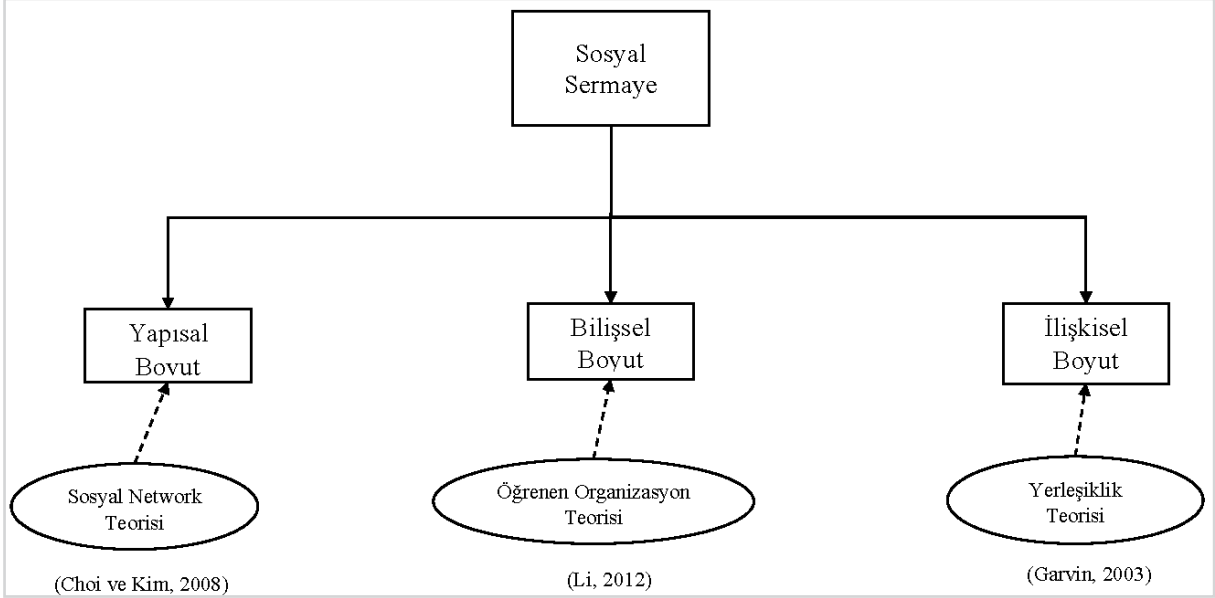 Sosyal
Sermaye
Yapısal
Bovut
Bilişsel
Boyut
İlişkisel
Boyut
Sosyal Network
Teorisi
Öğrenen Organizasyon
Teorisi
Yerleşiklik
Teorisi
(Choi ve Kim, 2008)
(Li, 2012)
(Garvin, 2003)